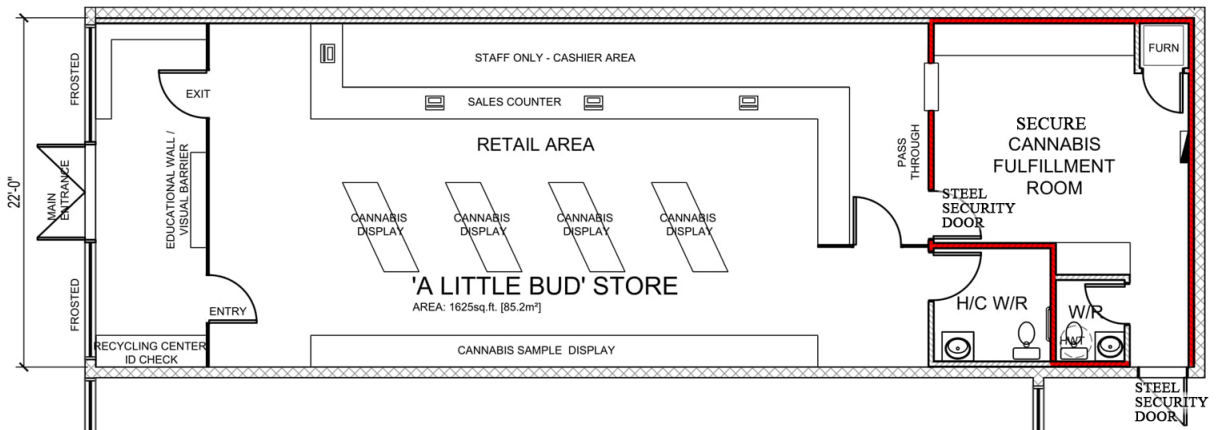 22'-0"
FROSTED
MAIN
ENTRANCE
FROSTED
EXIT
EDUCATIONAL WALL /
VISUAL BARRIER
ENTRY
RECYCLING CENTER
ID CHECK
STAFF ONLY - CASHIER AREA
SALES COUNTER
RETAIL AREA
CANNABIS
DISPLAY
CANNABIS
DISPLAY
CANNABIS
DISPLAY
CANNABIS
DISPLAY
'A LITTLE BUD' STORE
AREA: 1625sq.ft. [85.2m²]
CANNABIS SAMPLE DISPLAY
PASS
THROUGH
FURN
SECURE
CANNABIS
FULFILLMENT
ROOM
STEEL
SECURITY
DOOR
H/C W/R
W/R
HWT
STEEL
SECURITY
DOOR